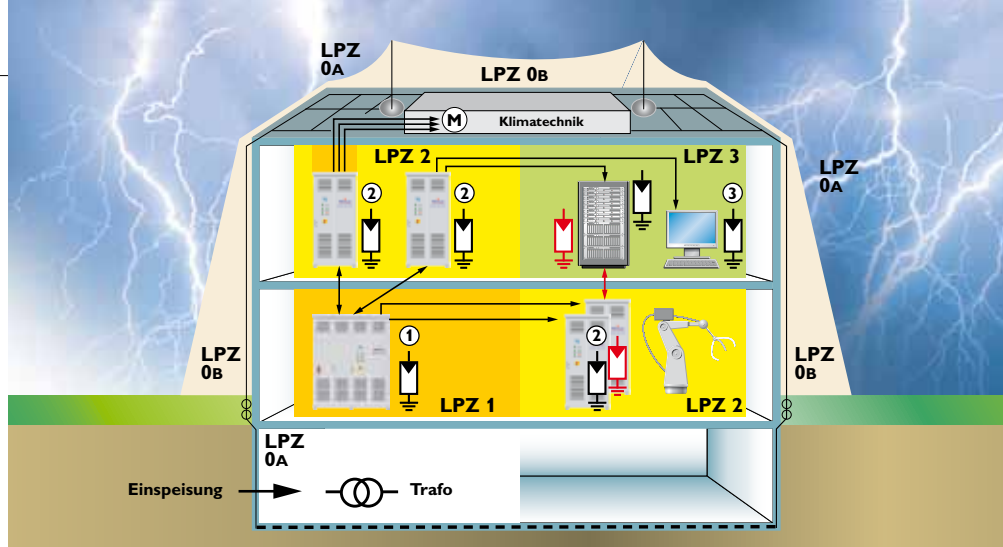 LPZ
0A
LPZ 0B
M
Klimatechnik
LPZ 2
LPZ 3
LPZ
0A
2
2
3
1
2
LPZ
0B
LPZ
0B
LPZ 1
LPZ 2
LPZ
0A
Einspeisung
Trafo